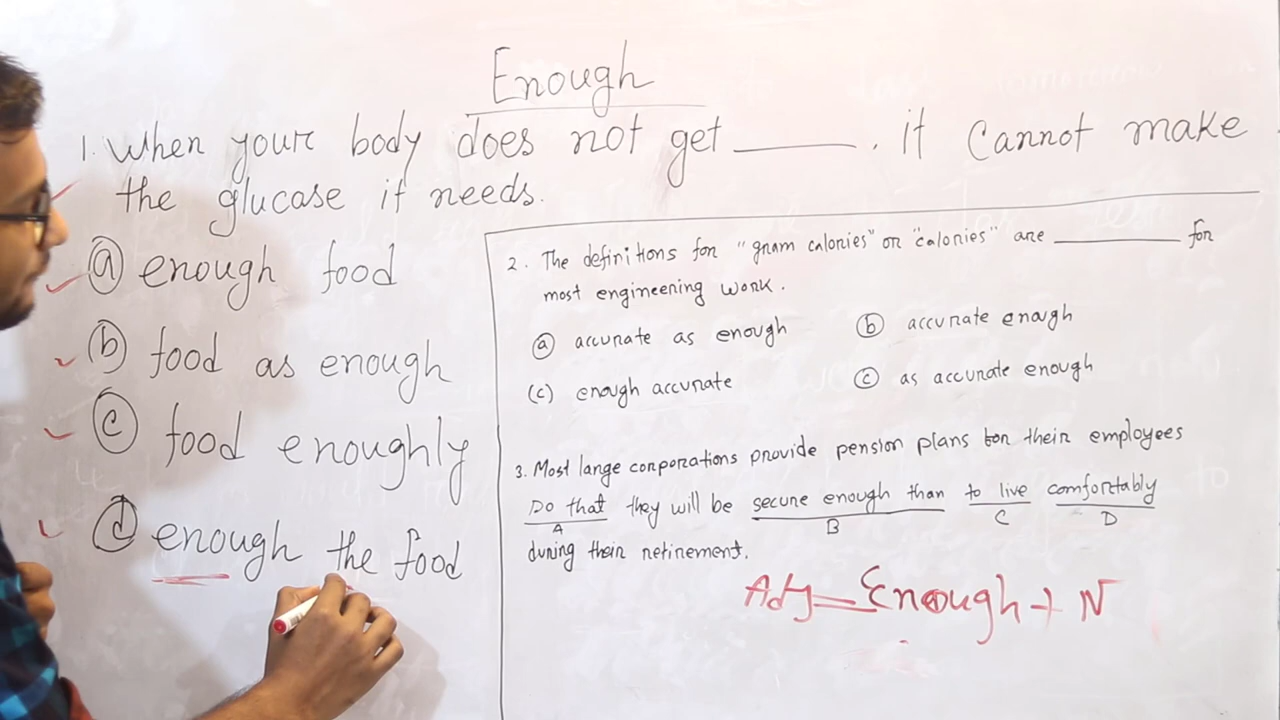 Enough
1. When your body does not get ______. it cannot make
the glucase it needs.
(a) enough food
(b) food as enough
(c) food enoughly
(d) enough the food
2. The definitions for "gram calories" or "calories" are ________ for
most engineering work.
(a) accurate as enough (b) accurate enough
(c) enough accurate (c) as accurate enough
3. Most large corporations provide pension plans for their employees
so that they will be secure enough than to live comfortably
A B C D
during their retirement.
Adj Enough + N